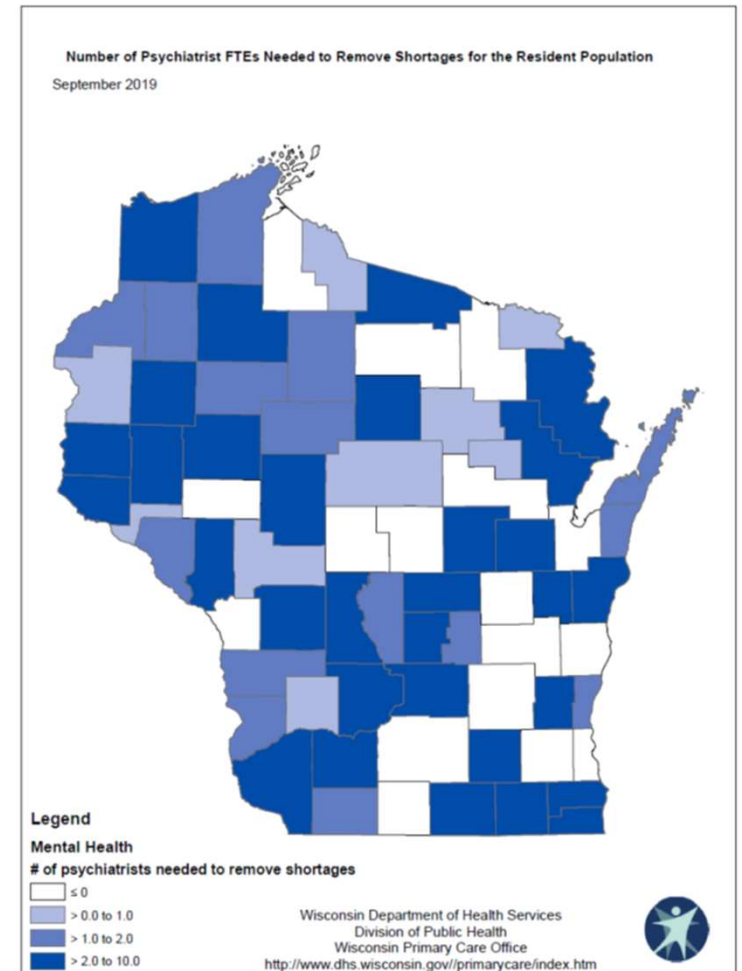 Number of Psychiatrist FTEs Needed to Remove Shortages for the Resident Population
September 2019
Legend
Mental Health
# of psychiatrists needed to remove shortages
≤ 0
> 0.0 to 1.0
> 1.0 to 2.0
> 2.0 to 10.0
Wisconsin Department of Health Services
Division of Public Health
Wisconsin Primary Care Office
http://www.dhs.wisconsin.gov//primarycare/index.htm